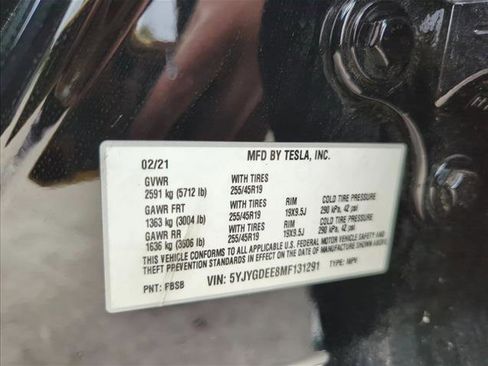 MFD BY TESLA, INC.
02/21
GVWR
2591 kg (5712 lb)
WITH TIRES
255/45R19
GAWR FRT
1363 kg (3004 lb)
WITH TIRES
255/45R19
RIM
19X9.5J
COLD TIRE PRESSURE
290 kPa, 42 psi
GAWR RR
1636 kg (3606 lb)
WITH TIRES
255/45R19
RIM
19X9.5J
COLD TIRE PRESSURE
290 kPa, 42 psi
THIS VEHICLE CONFORMS TO ALL APPLICABLE U.S. FEDERAL MOTOR VEHICLE SAFETY AND
THEFT PREVENTION STANDARDS IN EFFECT ON THE DATE OF MANUFACTURE SHOWN ABOVE.
PNT: PBSB
VIN: 5YJYGDEE8MF131291
TYPE: MPV